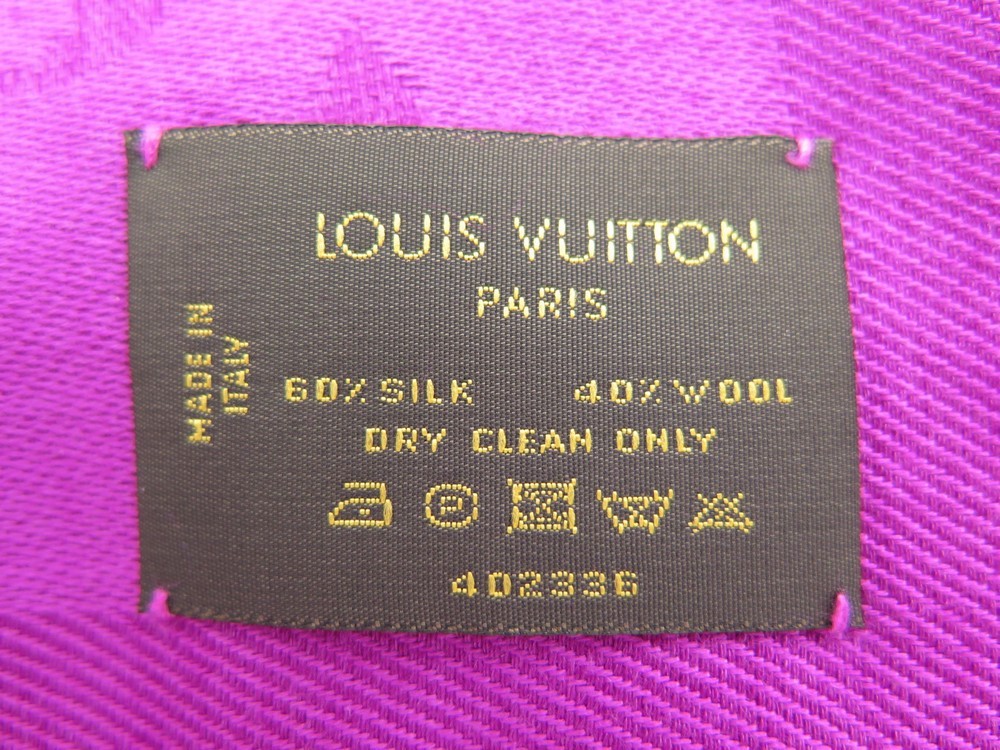 LOUIS VUITTON
PARIS
MADE IN
ITALY
60% SILK 40% WOOL
DRY CLEAN ONLY
P
402336